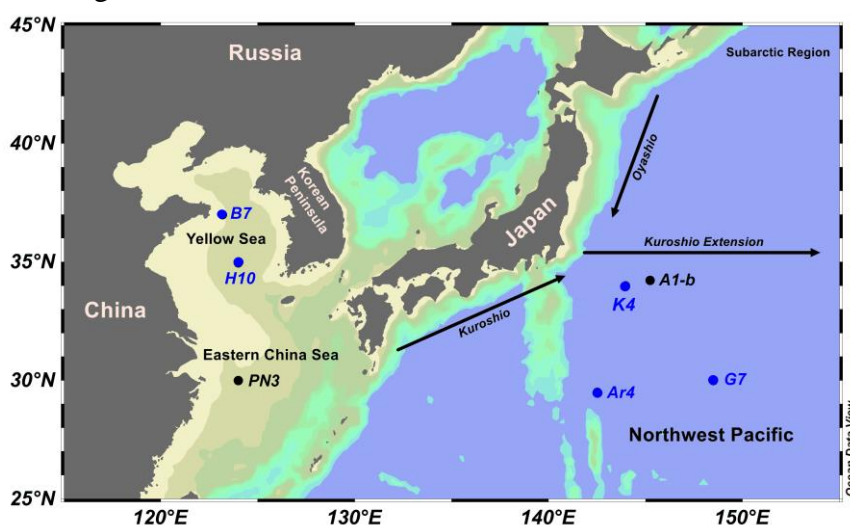 45°N
40°N
35°N
30°N
25°N
120°E
130°E
140°E
150°E
Russia
Subarctic Region
Oyashio
Korean
Peninsula
B7
Yellow Sea
H10
Japan
Kuroshio Extension
A1-b
K4
China
Kuroshio
Eastern China Sea
PN3
Ar4
G7
Northwest Pacific
Ocean Data View